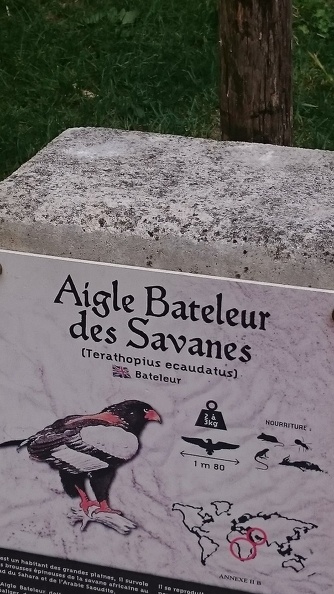 Aigle Bateleur
des Savanes
(Terathopius ecaudatus)
Bateleur
2 à
3kg
NOURRITURE :
1 m 80
ANNEXE II B
est un habitant des grandes plaines, il survole
brousses épineuses de la savane africaine au
du Sahara et de l'Arabie Saoudite.
Aigle Bateleur
Il se reproduit